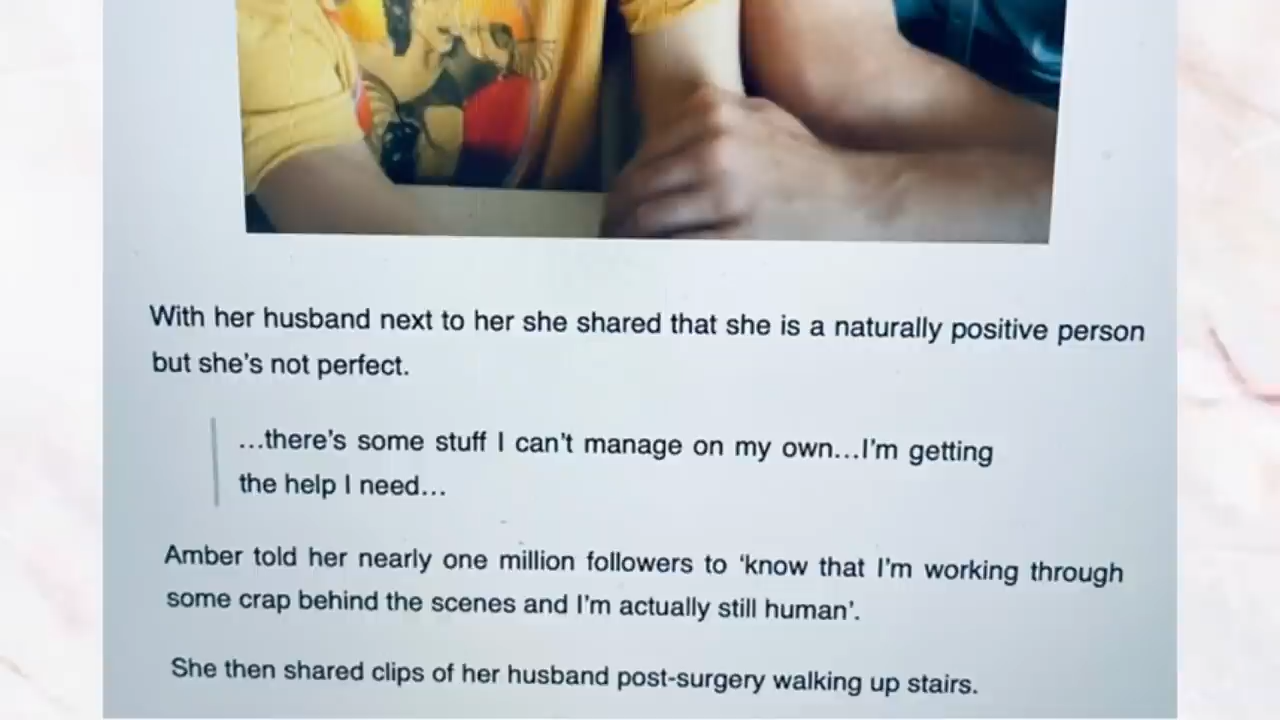 With her husband next to her she shared that she is a naturally positive person
but she's not perfect.
…there's some stuff I can't manage on my own…I'm getting
the help I need…
Amber told her nearly one million followers to 'know that I'm working through
some crap behind the scenes and I'm actually still human'.
She then shared clips of her husband post-surgery walking up stairs.